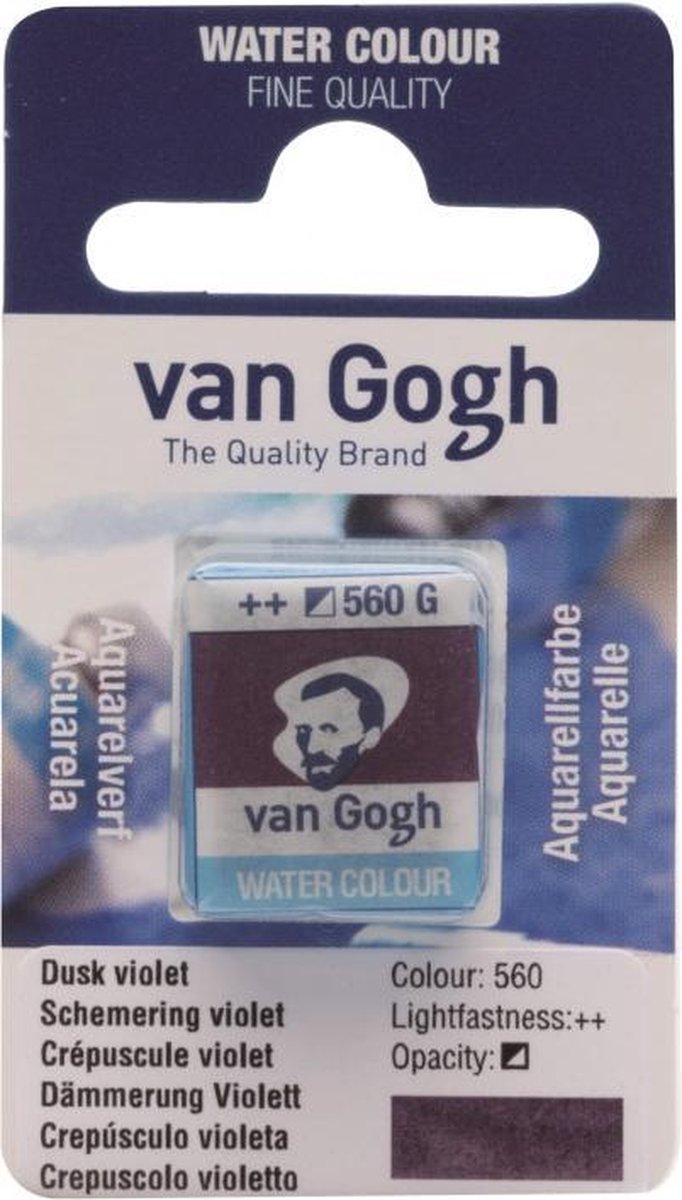 WATER COLOUR
FINE QUALITY
van Gogh
The Quality Brand
++ 560 G
van Gogh
WATER COLOUR
Aquarelverf
Acuarela
Aquarellfarbe
Aquarelle
Dusk violet
Schemering violet
Crépuscule violet
Dämmerung Violett
Crepúsculo violeta
Crepuscolo violetto
Colour: 560
Lightfastness:++
Opacity: